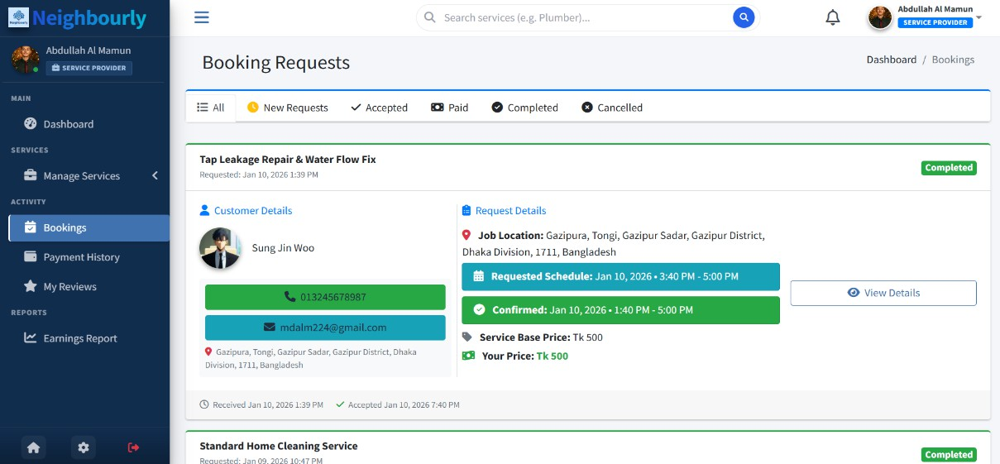 Neighbourly
Abdullah Al Mamun
SERVICE PROVIDER
MAIN
Dashboard
SERVICES
Manage Services
ACTIVITY
Bookings
Payment History
My Reviews
REPORTS
Earnings Report
Search services (e.g. Plumber)...
Abdullah Al Mamun
SERVICE PROVIDER
Booking Requests
Dashboard / Bookings
All New Requests Accepted Paid Completed Cancelled
Tap Leakage Repair & Water Flow Fix
Requested: Jan 10, 2026 1:39 PM
Completed
Customer Details
Sung Jin Woo
013245678987
mdalm224@gmail.com
Gazipura, Tongi, Gazipur Sadar, Gazipur District, Dhaka
Division, 1711, Bangladesh
Request Details
Job Location: Gazipura, Tongi, Gazipur Sadar, Gazipur District,
Dhaka Division, 1711, Bangladesh
Requested Schedule: Jan 10, 2026 • 3:40 PM - 5:00 PM
Confirmed: Jan 10, 2026 • 1:40 PM - 5:00 PM
Service Base Price: Tk 500
Your Price: Tk 500
View Details
Received Jan 10, 2026 1:39 PM Accepted Jan 10, 2026 7:40 PM
Standard Home Cleaning Service
Requested: Jan 09, 2026 10:47 PM
Completed